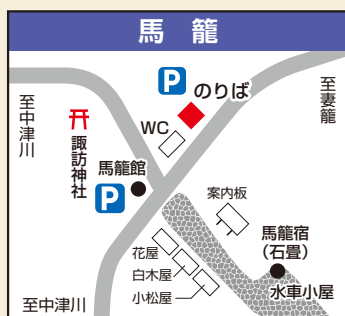 馬籠
P
のりば
至妻籠
至中津川
諏訪神社
WC
馬籠館
P
案内板
花屋
白木屋
小松屋
馬籠宿
(石畳)
水車小屋
至中津川